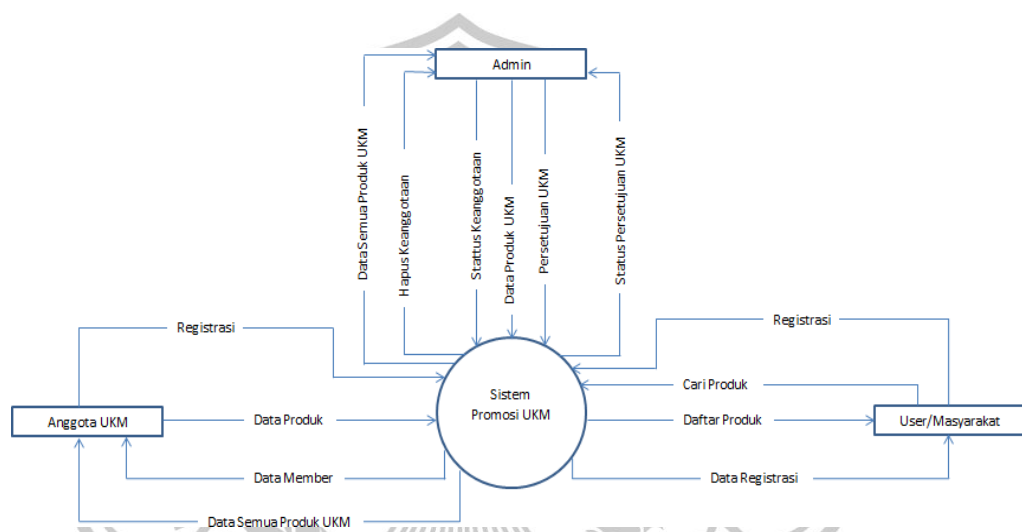 Admin
Data Semua Produk UKM
Hapus Keanggotaan
Stattus Keanggotaan
Data Produk UKM
Persetujuan UKM
Status Persetujuan UKM
Registrasi
Registrasi
Sistem
Promosi UKM
Cari Produk
Anggota UKM
Data Produk
Daftar Produk
User/Masyarakat
Data Member
Data Registrasi
Data Semua Produk UKM